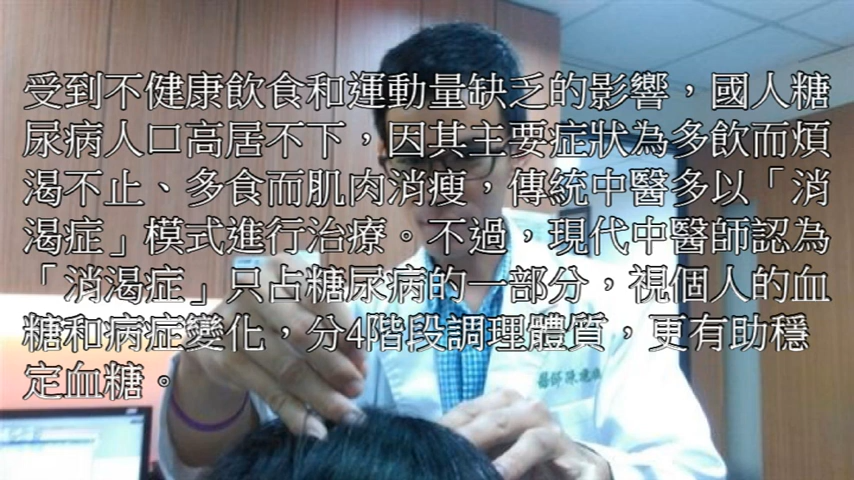 受到不健康飲食和運動量缺乏的影響，國人糖
尿病人口高居不下，因其主要症狀為多飲而煩
渴不止、多食而肌肉消瘦，傳統中醫多以「消
渴症」模式進行治療。不過，現代中醫師認為
「消渴症」只占糖尿病的一部分，視個人的血
糖和病症變化，分4階段調理體質，更有助穩
定血糖。
醫師陳